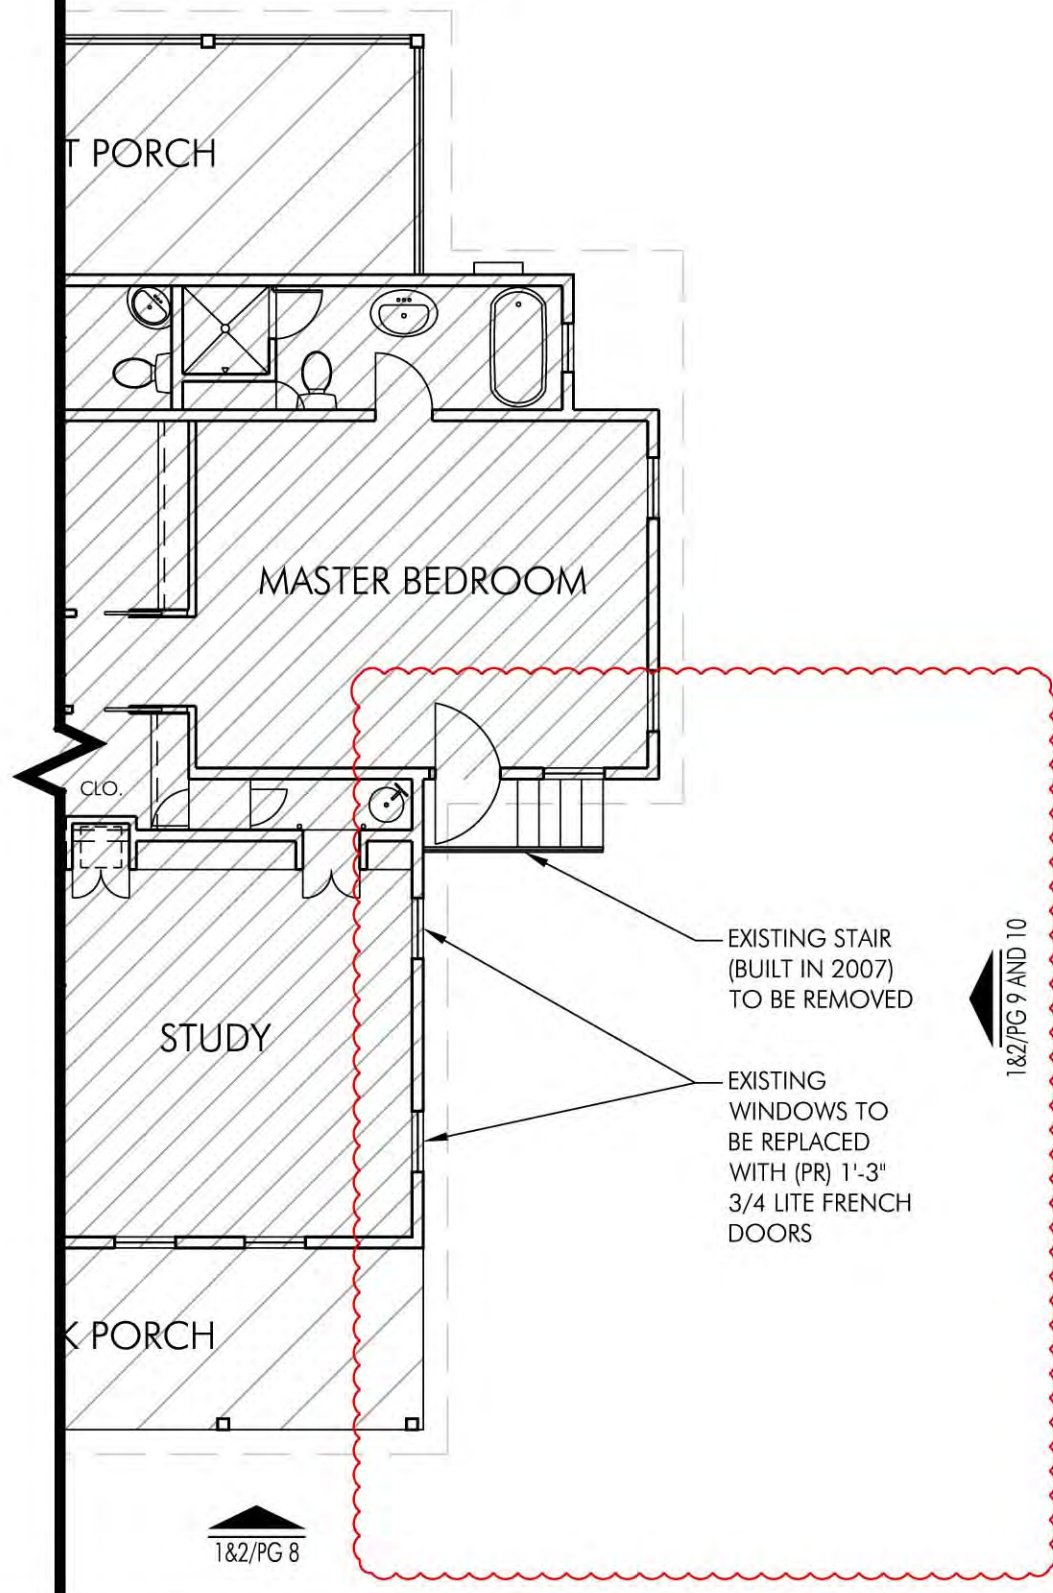 T PORCH
MASTER BEDROOM
CLO.
EXISTING STAIR
(BUILT IN 2007)
TO BE REMOVED
1&2/PG 9 AND 10
STUDY
EXISTING
WINDOWS TO
BE REPLACED
WITH (PR) 1'-3"
3/4 LITE FRENCH
DOORS
K PORCH
1&2/PG 8